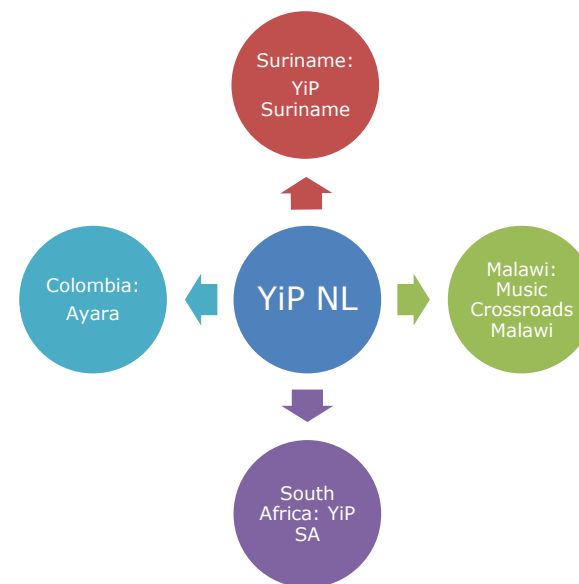 Suriname:
YiP
Suriname
Colombia:
Ayara
YiP NL
Malawi:
Music
Crossroads
Malawi
South
Africa: YiP
SA